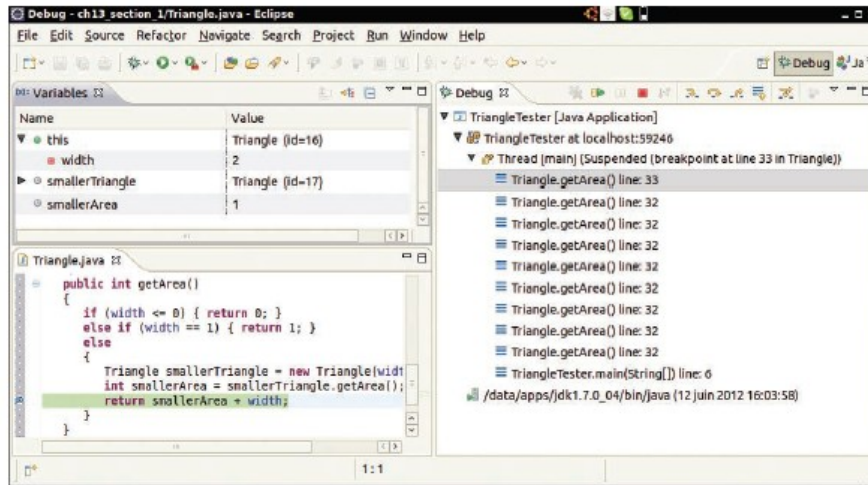 Debug - ch13_section_1/Triangle.java - Eclipse
File Edit Source Refactor Navigate Search Project Run Window Help
Debug Ja
Variables
Name Value
this Triangle (id=16)
width 2
smallerTriangle Triangle (id=17)
smallerArea 1
Triangle.java
public int getArea()
{
if (width <= 0) { return 0; }
else if (width == 1) { return 1; }
else
{
Triangle smallerTriangle = new Triangle(widt
int smallerArea = smallerTriangle.getArea();
return smallerArea + width;
}
}
Debug
TriangleTester [Java Application]
TriangleTester at localhost:59246
Thread [main] (Suspended (breakpoint at line 33 in Triangle))
Triangle.getArea() line: 33
Triangle.getArea() line: 32
Triangle.getArea() line: 32
Triangle.getArea() line: 32
Triangle.getArea() line: 32
Triangle.getArea() line: 32
Triangle.getArea() line: 32
Triangle.getArea() line: 32
Triangle.getArea() line: 32
TriangleTester.main(String[]) line: 6
/data/apps/jdk1.7.0_04/bin/java (12 juin 2012 16:03:58)
1:1